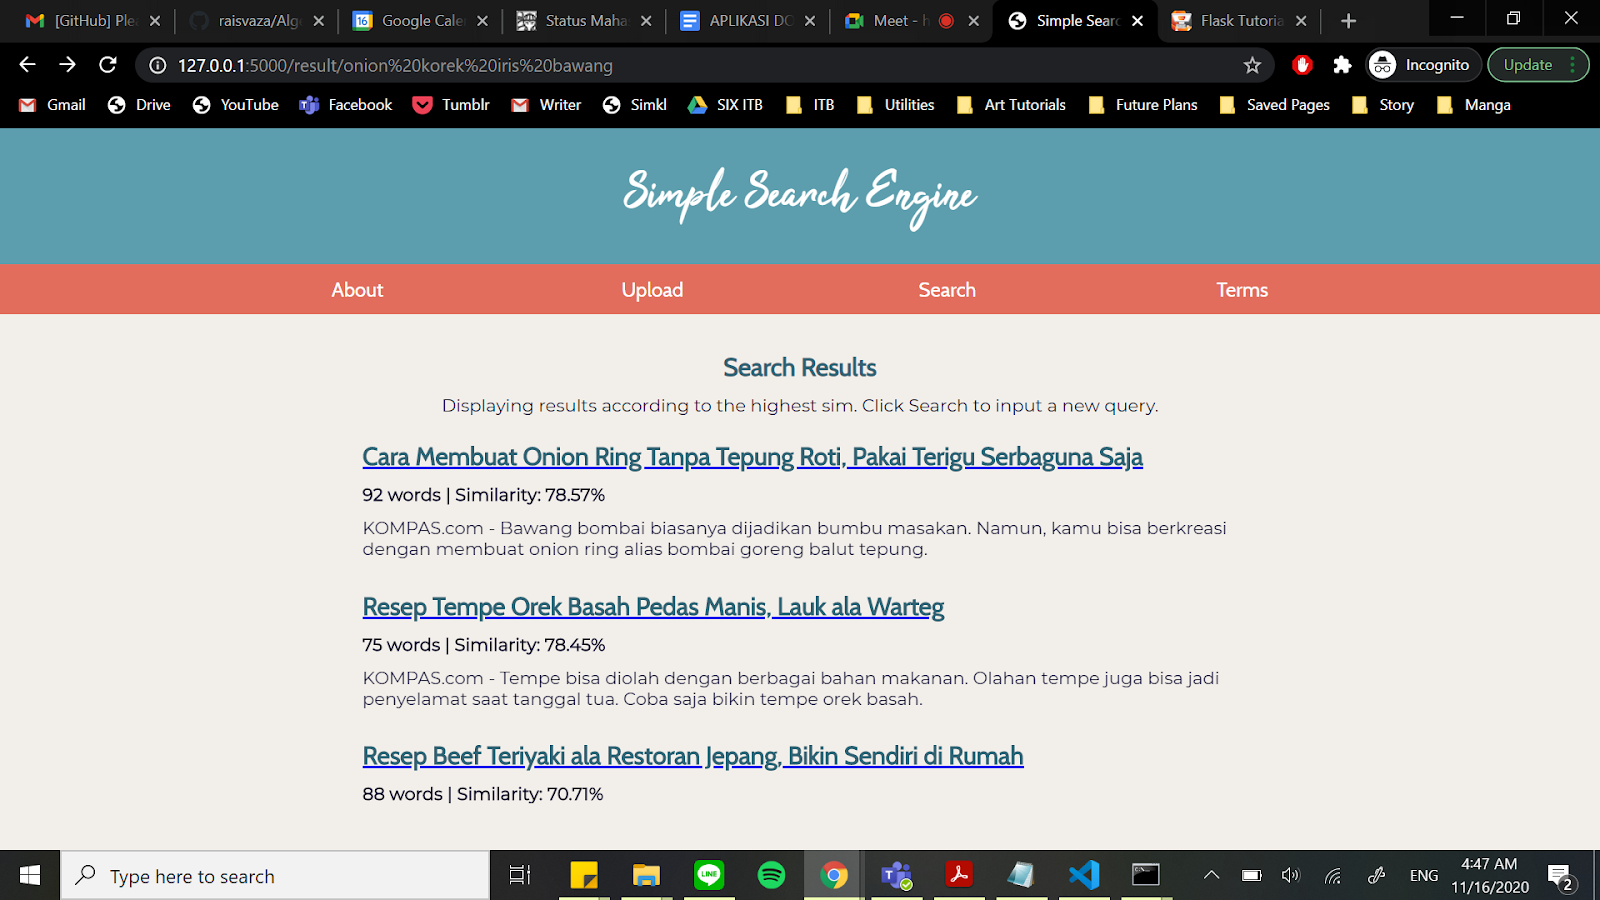 [GitHub] Plea
raisvaza/Alge
Google Cale
Status Maha
APLIKASI DO
Meet - h
Simple Searc
Flask Tutoria
127.0.0.1:5000/result/onion%20korek%20iris%20bawang
Incognito
Update
Gmail
Drive
YouTube
Facebook
Tumblr
Writer
Simkl
SIX ITB
ITB
Utilities
Art Tutorials
Future Plans
Saved Pages
Story
Manga
Simple Search Engine
About
Upload
Search
Terms
Search Results
Displaying results according to the highest sim. Click Search to input a new query.
Cara Membuat Onion Ring Tanpa Tepung Roti, Pakai Terigu Serbaguna Saja
92 words | Similarity: 78.57%
KOMPAS.com - Bawang bombai biasanya dijadikan bumbu masakan. Namun, kamu bisa berkreasi
dengan membuat onion ring alias bombai goreng balut tepung.
Resep Tempe Orek Basah Pedas Manis, Lauk ala Warteg
75 words | Similarity: 78.45%
KOMPAS.com - Tempe bisa diolah dengan berbagai bahan makanan. Olahan tempe juga bisa jadi
penyelamat saat tanggal tua. Coba saja bikin tempe orek basah.
Resep Beef Teriyaki ala Restoran Jepang, Bikin Sendiri di Rumah
88 words | Similarity: 70.71%
Type here to search
LINE
ENG
4:47 AM
11/16/2020
2